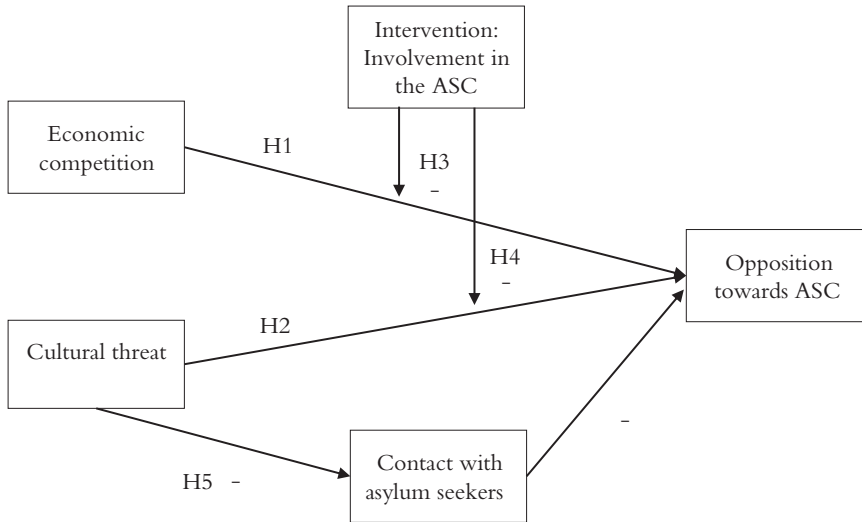 Intervention:
Involvement in
the ASC
Economic
competition
H1
H3
-
H4
-
Opposition
towards ASC
H2
Cultural threat
-
H5 -
Contact with
asylum seekers